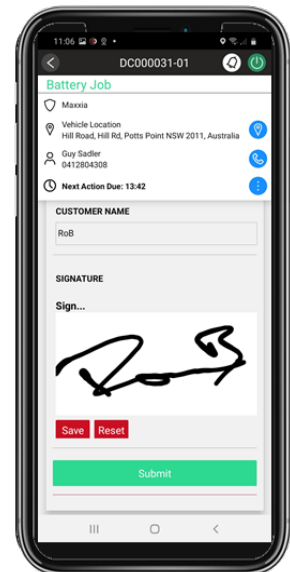 11:06
DC000031-01
Battery Job
Maxxia
Vehicle Location
Hill Road, Hill Rd, Potts Point NSW 2011, Australia
Guy Sadler
0412804308
Next Action Due: 13:42
CUSTOMER NAME
RoB
SIGNATURE
Sign...
RoB
Save Reset
Submit